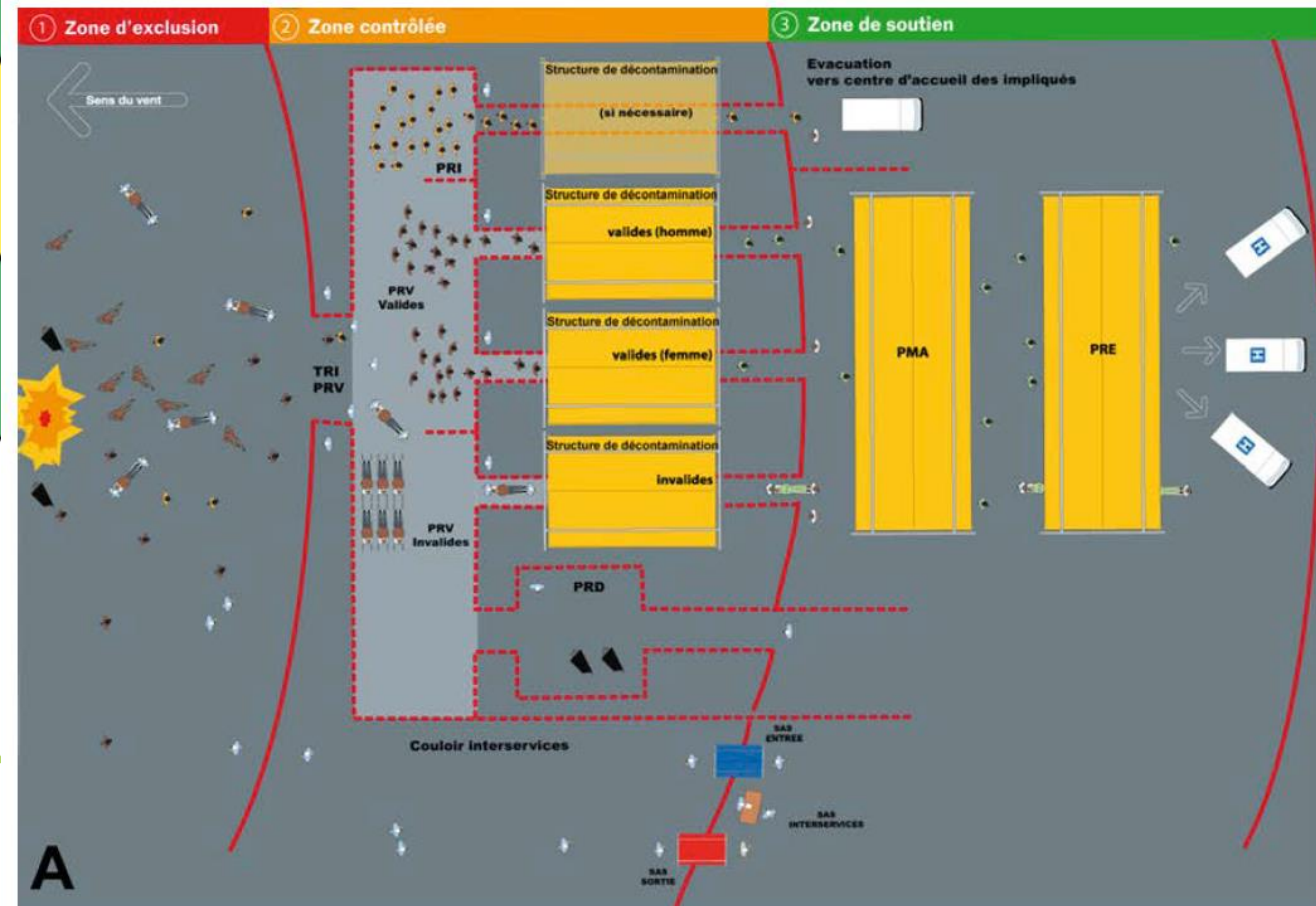 1 Zone d'exclusion
2 Zone contrôlée
3 Zone de soutien
Sens du vent
Structure de décontamination
(si nécessaire)
Evacuation
vers centre d'accueil des impliqués
PRI
Structure de décontamination
valides (homme)
PRV
Valides
Structure de décontamination
valides (femme)
TRI
PRV
PMA
PRE
H
H
H
Structure de décontamination
invalides
PRV
Invalides
PRD
Couloir interservices
SAS
ENTREE
SAS
INTERSERVICES
SAS
SORTIE
A